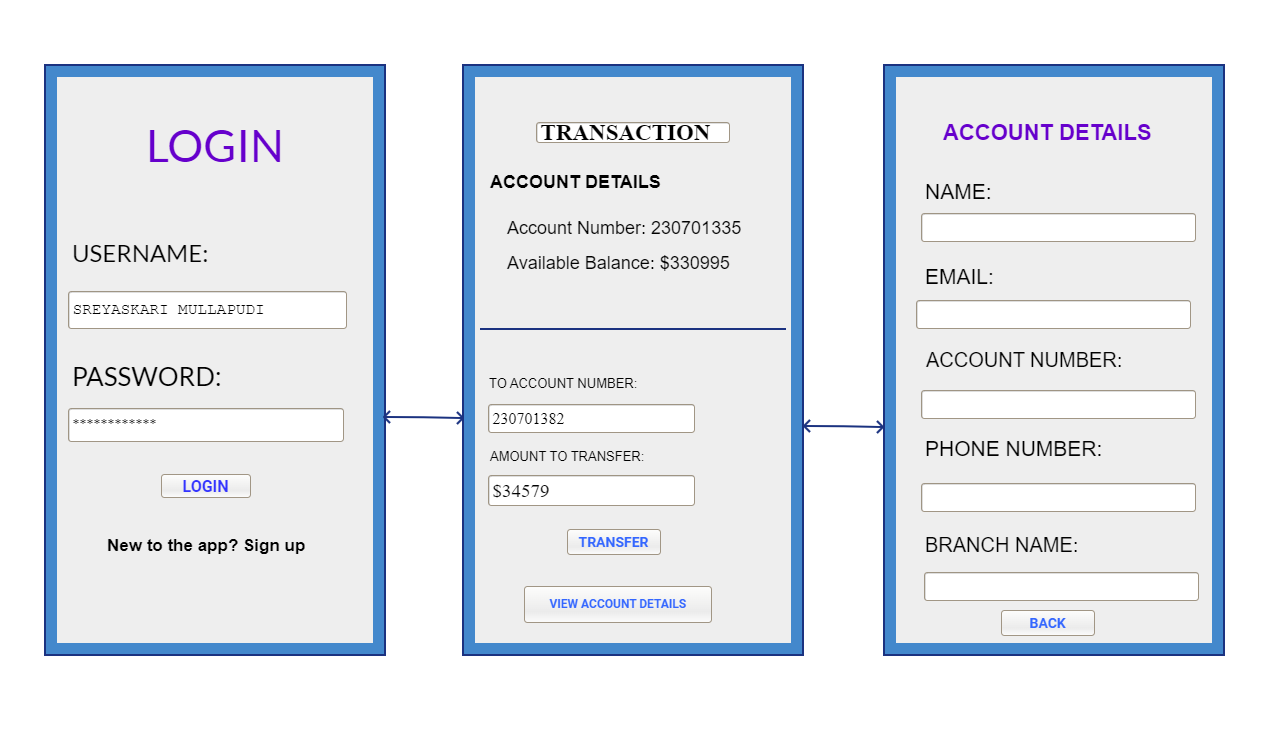 LOGIN
USERNAME:
SREYASKARI MULLAPUDI
PASSWORD:
************
LOGIN
New to the app? Sign up
TRANSACTION
ACCOUNT DETAILS
Account Number: 230701335
Available Balance: $330995
TO ACCOUNT NUMBER:
230701382
AMOUNT TO TRANSFER:
$34579
TRANSFER
VIEW ACCOUNT DETAILS
ACCOUNT DETAILS
NAME:
EMAIL:
ACCOUNT NUMBER:
PHONE NUMBER:
BRANCH NAME:
BACK